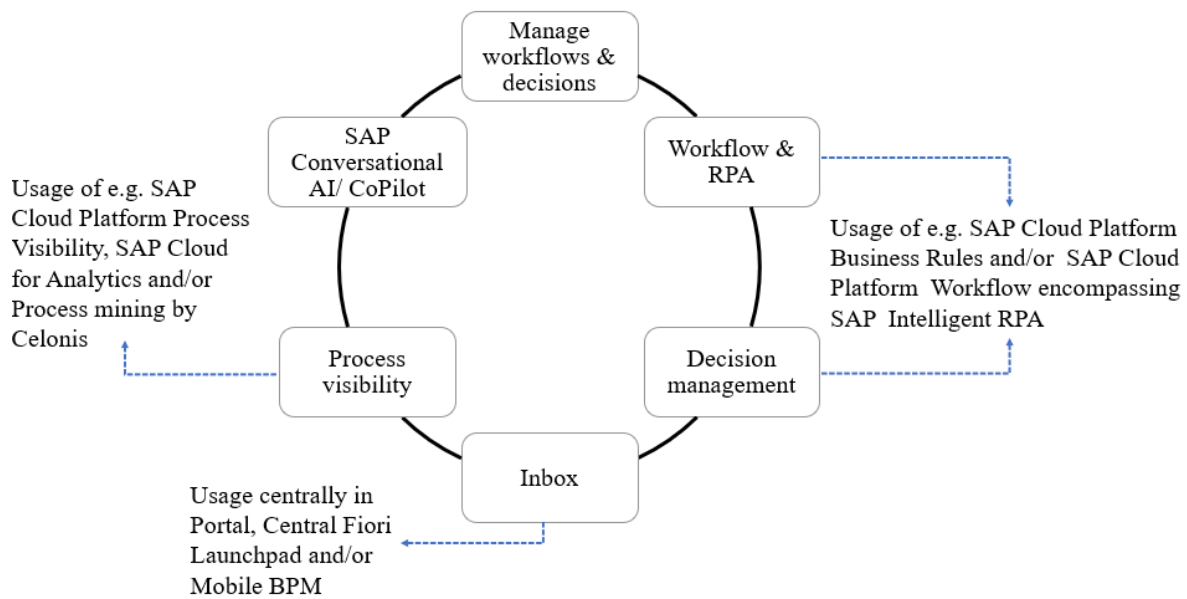 Manage
workflows &
decisions
SAP
Conversational
AI/ CoPilot
Workflow &
RPA
Usage of e.g. SAP
Cloud Platform Process
Visibility, SAP Cloud
for Analytics and/or
Process mining by
Celonis
Usage of e.g. SAP Cloud Platform
Business Rules and/or SAP Cloud
Platform Workflow encompassing
SAP Intelligent RPA
Process
visibility
Decision
management
Inbox
Usage centrally in
Portal, Central Fiori
Launchpad and/or
Mobile BPM